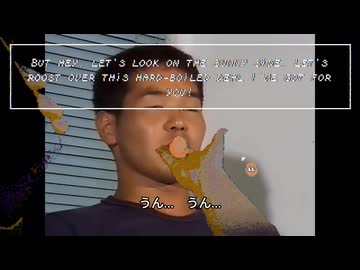 But hey, let's look on the sunny side. Let's
roost over this hard-boiled deal I've got for
you!
うん… うん…